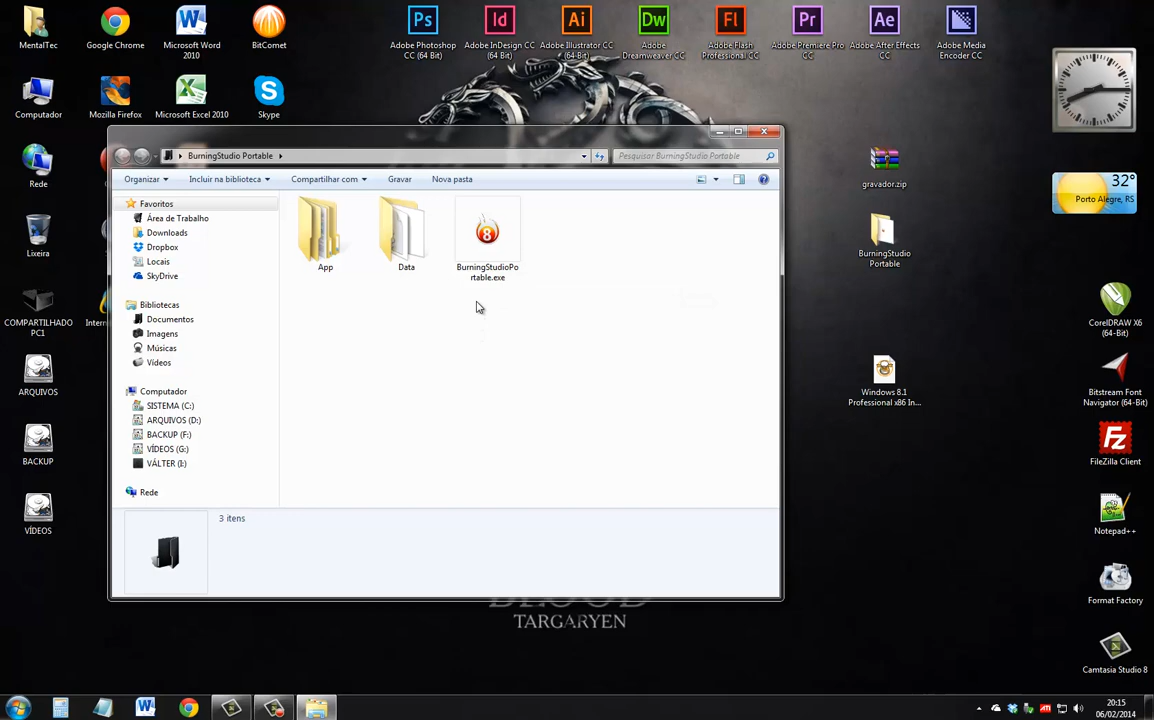 MentalTec
Google Chrome
Microsoft Word
2010
BitComet
Adobe Photoshop
CC (64 Bit)
Adobe InDesign CC
(64-Bit)
Adobe Illustrator CC
(64-Bit)
Adobe
Dreamweaver CC
Adobe Flash
Professional CC
Adobe Premiere Pro
CC
Adobe After Effects
CC
Adobe Media
Encoder CC
Computador
Mozilla Firefox
Microsoft Excel 2010
Skype
BurningStudio Portable
Pesquisar BurningStudio Portable
Organizar
Incluir na biblioteca
Compartilhar com
Gravar
Nova pasta
Favoritos
Área de Trabalho
Downloads
Dropbox
Locais
SkyDrive
Bibliotecas
Documentos
Imagens
Músicas
Vídeos
Computador
SISTEMA (C:)
ARQUIVOS (D:)
BACKUP (F:)
VÍDEOS (G:)
VÁLTER (I:)
Rede
App
Data
8
BurningStudioPo
rtable.exe
3 itens
Rede
Lixeira
COMPARTILHADO
PC1
Intern
ARQUIVOS
BACKUP
VÍDEOS
gravador.zip
BurningStudio
Portable
Windows 8.1
Professional x86 In...
32°
Porto Alegre, RS
CorelDRAW X6
(64-Bit)
Bitstream Font
Navigator (64-Bit)
FileZilla Client
Notepad++
Format Factory
Camtasia Studio 8
BLOOD
TARGARYEN
20:15
06/02/2014